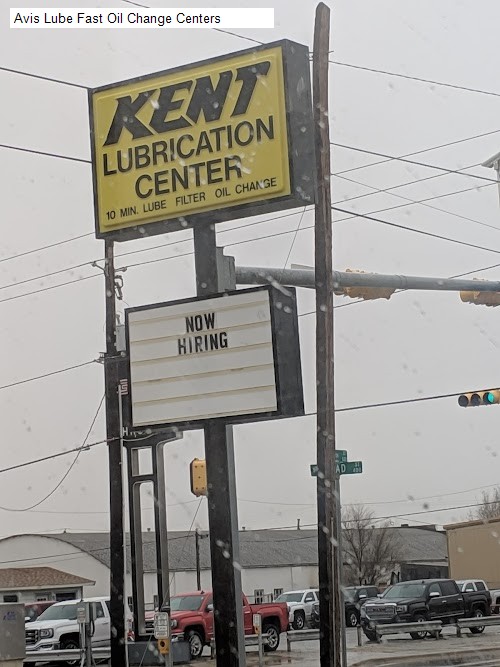 Avis Lube Fast Oil Change Centers
KENT
LUBRICATION
CENTER
10 MIN. LUBE FILTER OIL CHANGE
NOW
HIRING